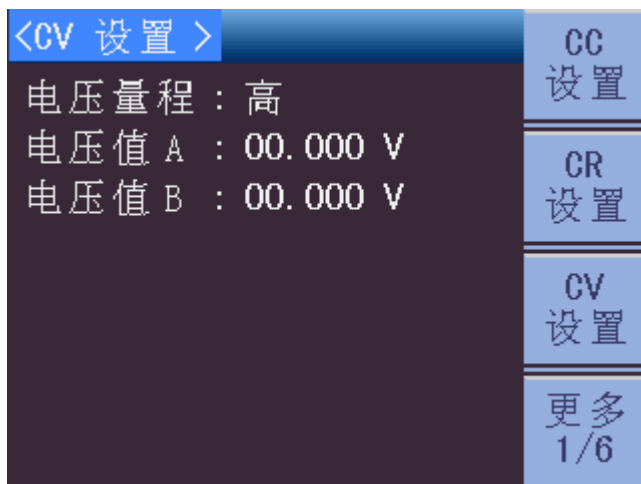 <CV 设置 >
电压量程 : 高
电压值 A : 00.000 V
电压值 B : 00.000 V
CC
设置
CR
设置
CV
设置
更多
1/6